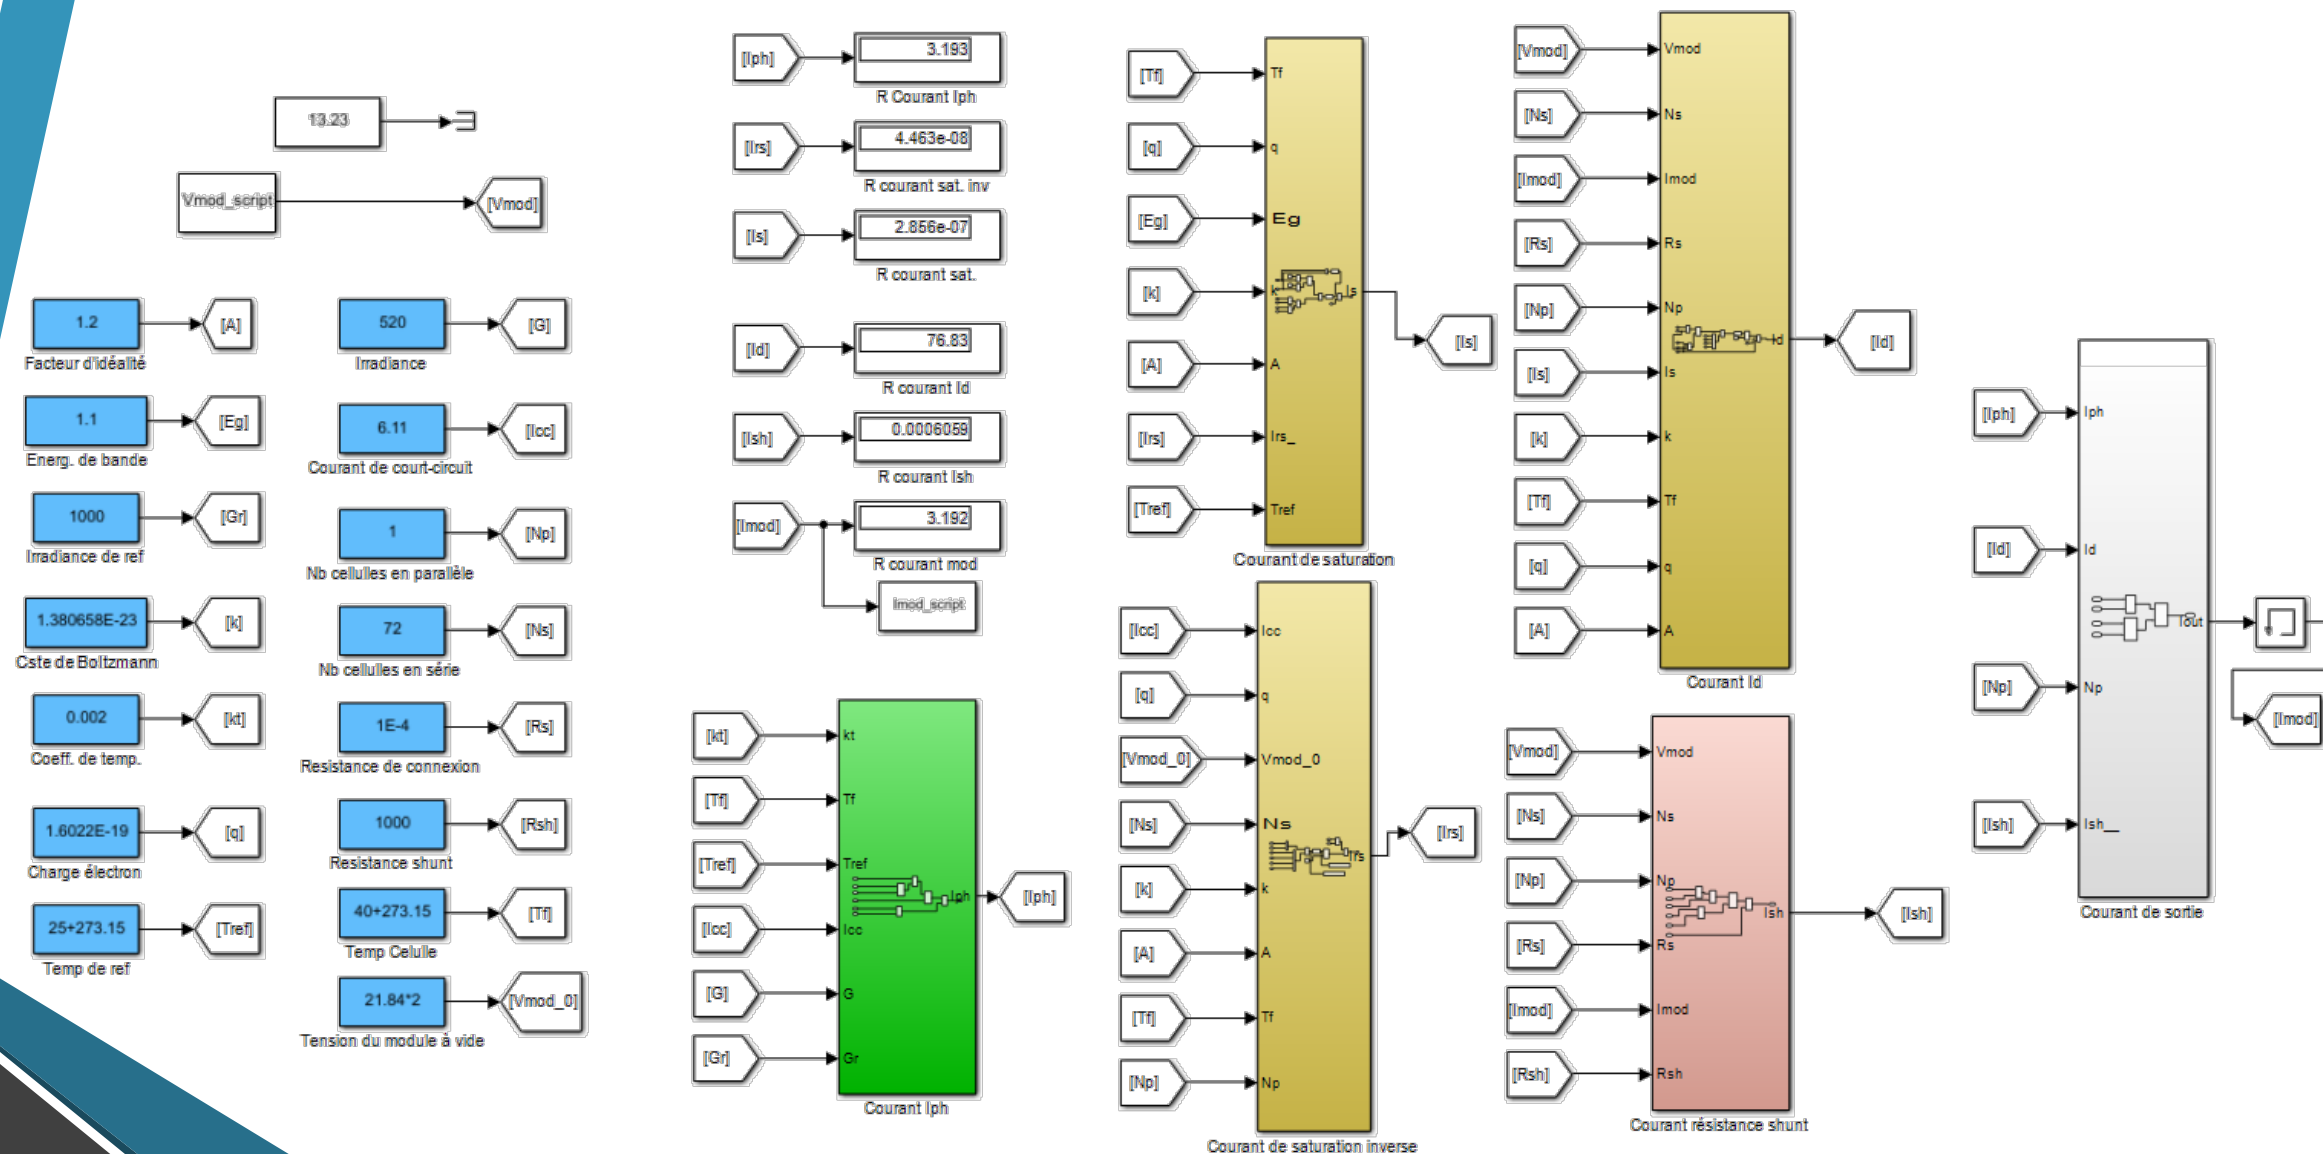 13.23
Vmod_script
[Vmod]
1.2
[A]
Facteur d'idéalité
1.1
[Eg]
Energ. de bande
1000
[Gr]
Irradiance de ref
1.380658E-23
[k]
Cste de Boltzmann
0.002
[kt]
Coeff. de temp.
1.6022E-19
[q]
Charge électron
25+273.15
[Tref]
Temp de ref
520
[G]
Irradiance
6.11
[Icc]
Courant de court-circuit
1
[Np]
Nb cellules en parallèle
72
[Ns]
Nb cellules en série
1E-4
[Rs]
Resistance de connexion
1000
[Rsh]
Resistance shunt
40+273.15
[Tf]
Temp Celulle
21.84*2
[Vmod_0]
Tension du module à vide
[Iph]
3.193
R Courant Iph
[Irs]
4.463e-08
R courant sat. inv
[Is]
2.856e-07
R courant sat.
[Id]
76.83
R courant Id
[Ish]
0.0006059
R courant Ish
[Imod]
3.192
R courant mod
Imod_script
[kt]
kt
[Tf]
Tf
[Tref]
Tref
[Icc]
Icc
[G]
G
[Gr]
Gr
Iph
[Iph]
Courant Iph
[Tf]
Tf
[q]
q
[Eg]
Eg
[k]
k
[A]
A
[Irs]
Irs_
[Tref]
Tref
Is
[Is]
Courant de saturation
[Icc]
Icc
[q]
q
[Vmod_0]
Vmod_0
[Ns]
Ns
[k]
k
[A]
A
[Tf]
Tf
[Np]
Np
Irs
[Irs]
Courant de saturation inverse
[Vmod]
Vmod
[Ns]
Ns
[Imod]
Imod
[Rs]
Rs
[Np]
Np
[Is]
Is
[k]
k
[Tf]
Tf
[q]
q
[A]
A
Id
[Id]
Courant Id
[Vmod]
Vmod
[Ns]
Ns
[Np]
Np
[Rs]
Rs
[Imod]
Imod
[Rsh]
Rsh
Ish
[Ish]
Courant résistance shunt
[Iph]
Iph
[Id]
Id
[Np]
Np
[Ish]
Ish__
Iout
[Imod]
Courant de sortie